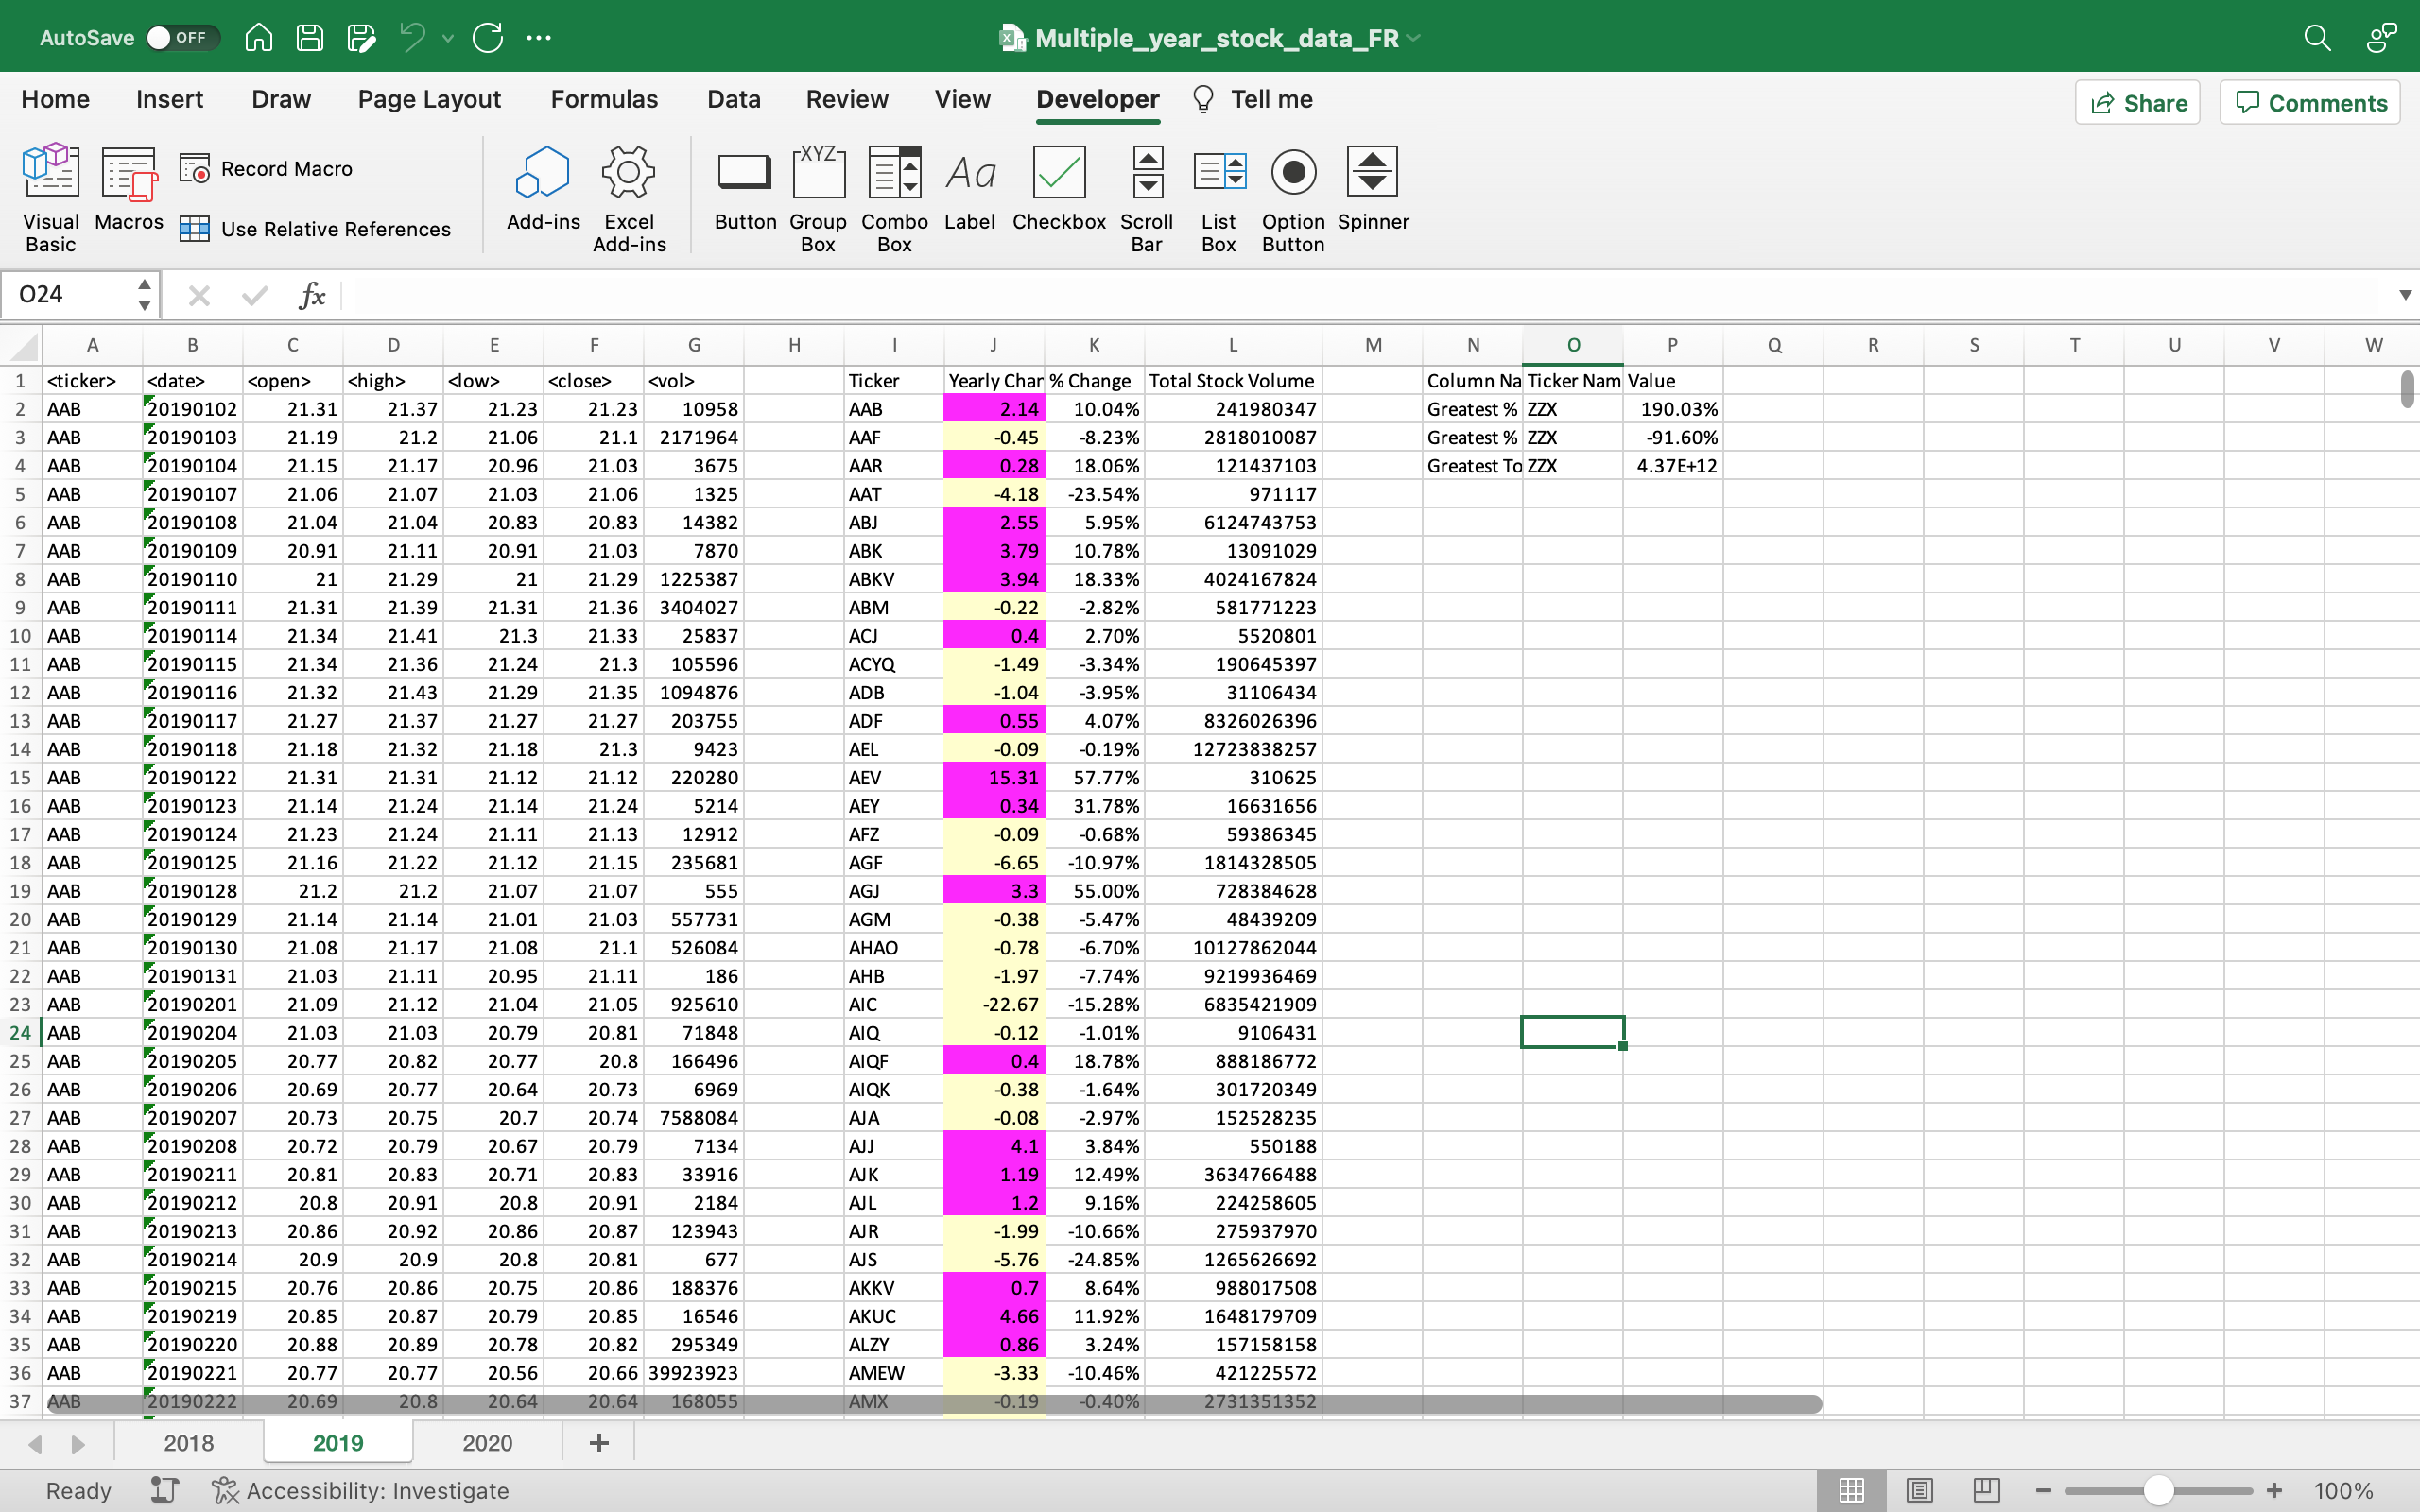 AutoSave OFF Multiple_year_stock_data_FR
Home Insert Draw Page Layout Formulas Data Review View Developer Tell me Share Comments
Visual Basic Macros Record Macro Use Relative References Add-ins Excel Add-ins Button XYZ Group Box Combo Box Aa Label Checkbox Scroll Bar List Box Option Button Spinner
O24 fx
A B C D E F G H I J K L M N O P Q R S T U V W
1 <ticker> <date> <open> <high> <low> <close> <vol> Ticker Yearly Chan % Change Total Stock Volume Column Na Ticker Nam Value
2 AAB 20190102 21.31 21.37 21.23 21.23 10958 AAB 2.14 10.04% 241980347 Greatest % ZZX 190.03%
3 AAB 20190103 21.19 21.2 21.06 21.1 2171964 AAF -0.45 -8.23% 2818010087 Greatest % ZZX -91.60%
4 AAB 20190104 21.15 21.17 20.96 21.03 3675 AAR 0.28 18.06% 121437103 Greatest To ZZX 4.37E+12
5 AAB 20190107 21.06 21.07 21.03 21.06 1325 AAT -4.18 -23.54% 971117
6 AAB 20190108 21.04 21.04 20.83 20.83 14382 ABJ 2.55 5.95% 6124743753
7 AAB 20190109 20.91 21.11 20.91 21.03 7870 ABK 3.79 10.78% 13091029
8 AAB 20190110 21 21.29 21 21.29 1225387 ABKV 3.94 18.33% 4024167824
9 AAB 20190111 21.31 21.39 21.31 21.36 3404027 ABM -0.22 -2.82% 581771223
10 AAB 20190114 21.34 21.41 21.3 21.33 25837 ACJ 0.4 2.70% 5520801
11 AAB 20190115 21.34 21.36 21.24 21.3 105596 ACYQ -1.49 -3.34% 190645397
12 AAB 20190116 21.32 21.43 21.29 21.35 1094876 ADB -1.04 -3.95% 31106434
13 AAB 20190117 21.27 21.37 21.27 21.27 203755 ADF 0.55 4.07% 8326026396
14 AAB 20190118 21.18 21.32 21.18 21.3 9423 AEL -0.09 -0.19% 12723838257
15 AAB 20190122 21.31 21.31 21.12 21.12 220280 AEV 15.31 57.77% 310625
16 AAB 20190123 21.14 21.24 21.14 21.24 5214 AEY 0.34 31.78% 16631656
17 AAB 20190124 21.23 21.24 21.11 21.13 12912 AFZ -0.09 -0.68% 59386345
18 AAB 20190125 21.16 21.22 21.12 21.15 235681 AGF -6.65 -10.97% 1814328505
19 AAB 20190128 21.2 21.2 21.07 21.07 555 AGJ 3.3 55.00% 728384628
20 AAB 20190129 21.14 21.14 21.01 21.03 557731 AGM -0.38 -5.47% 48439209
21 AAB 20190130 21.08 21.17 21.08 21.1 526084 AHAO -0.78 -6.70% 10127862044
22 AAB 20190131 21.03 21.11 20.95 21.11 186 AHB -1.97 -7.74% 9219936469
23 AAB 20190201 21.09 21.12 21.04 21.05 925610 AIC -22.67 -15.28% 6835421909
24 AAB 20190204 21.03 21.03 20.79 20.81 71848 AIQ -0.12 -1.01% 9106431
25 AAB 20190205 20.77 20.82 20.77 20.8 166496 AIQF 0.4 18.78% 888186772
26 AAB 20190206 20.69 20.77 20.64 20.73 6969 AIQK -0.38 -1.64% 301720349
27 AAB 20190207 20.73 20.75 20.7 20.74 7588084 AJA -0.08 -2.97% 152528235
28 AAB 20190208 20.72 20.79 20.67 20.79 7134 AJJ 4.1 3.84% 550188
29 AAB 20190211 20.81 20.83 20.71 20.83 33916 AJK 1.19 12.49% 3634766488
30 AAB 20190212 20.8 20.91 20.8 20.91 2184 AJL 1.2 9.16% 224258605
31 AAB 20190213 20.86 20.92 20.86 20.87 123943 AJR -1.99 -10.66% 275937970
32 AAB 20190214 20.9 20.9 20.8 20.81 677 AJS -5.76 -24.85% 1265626692
33 AAB 20190215 20.76 20.86 20.75 20.86 188376 AKKV 0.7 8.64% 988017508
34 AAB 20190219 20.85 20.87 20.79 20.85 16546 AKUC 4.66 11.92% 1648179709
35 AAB 20190220 20.88 20.89 20.78 20.82 295349 ALZY 0.86 3.24% 157158158
36 AAB 20190221 20.77 20.77 20.56 20.66 39923923 AMEW -3.33 -10.46% 421225572
37 AAB 20190222 20.69 20.8 20.64 20.64 168055 AMX -0.19 -0.40% 2731351352
2018 2019 2020
Ready Accessibility: Investigate 100%